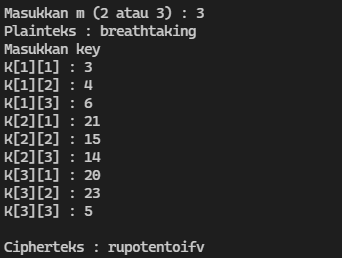 Masukkan m (2 atau 3) : 3
Plainteks : breathtaking
Masukkan key
K[1][1] : 3
K[1][2] : 4
K[1][3] : 6
K[2][1] : 21
K[2][2] : 15
K[2][3] : 14
K[3][1] : 20
K[3][2] : 23
K[3][3] : 5
Cipherteks : rupotentoifv